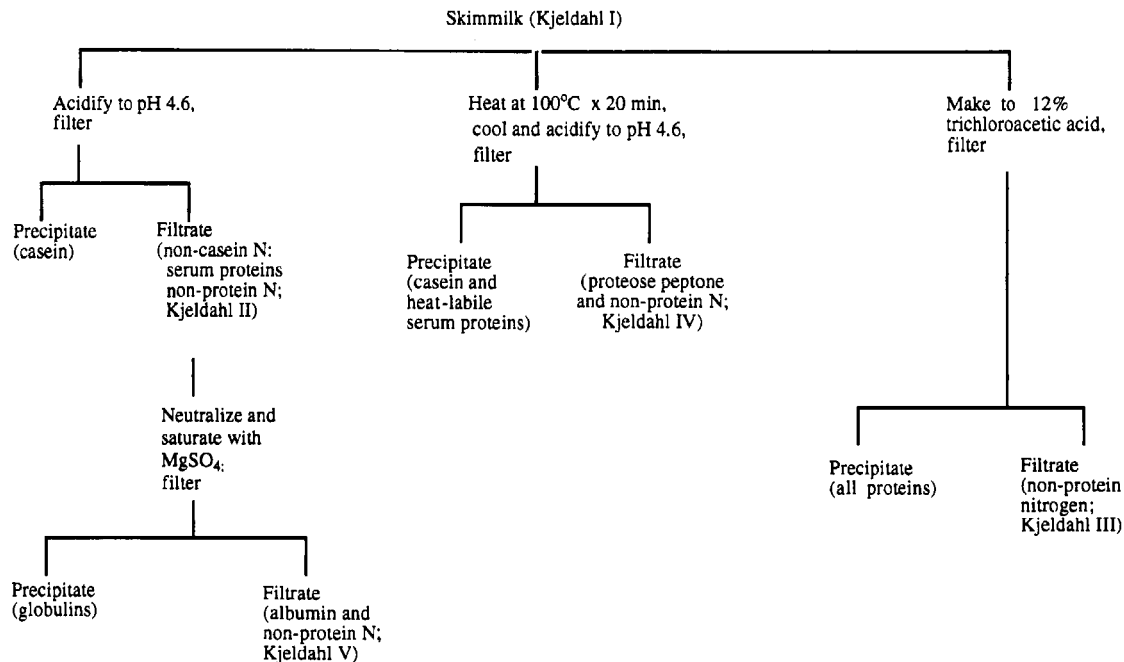 Skimmilk (Kjeldahl I)
Acidify to pH 4.6,
filter
Heat at 100°C x 20 min,
cool and acidify to pH 4.6,
filter
Make to 12%
trichloroacetic acid,
filter
Precipitate
(casein)
Filtrate
(non-casein N:
serum proteins
non-protein N;
Kjeldahl II)
Precipitate
(casein and
heat-labile
serum proteins)
Filtrate
(proteose peptone
and non-protein N;
Kjeldahl IV)
Neutralize and
saturate with
MgSO4;
filter
Precipitate
(all proteins)
Filtrate
(non-protein
nitrogen;
Kjeldahl III)
Precipitate
(globulins)
Filtrate
(albumin and
non-protein N;
Kjeldahl V)